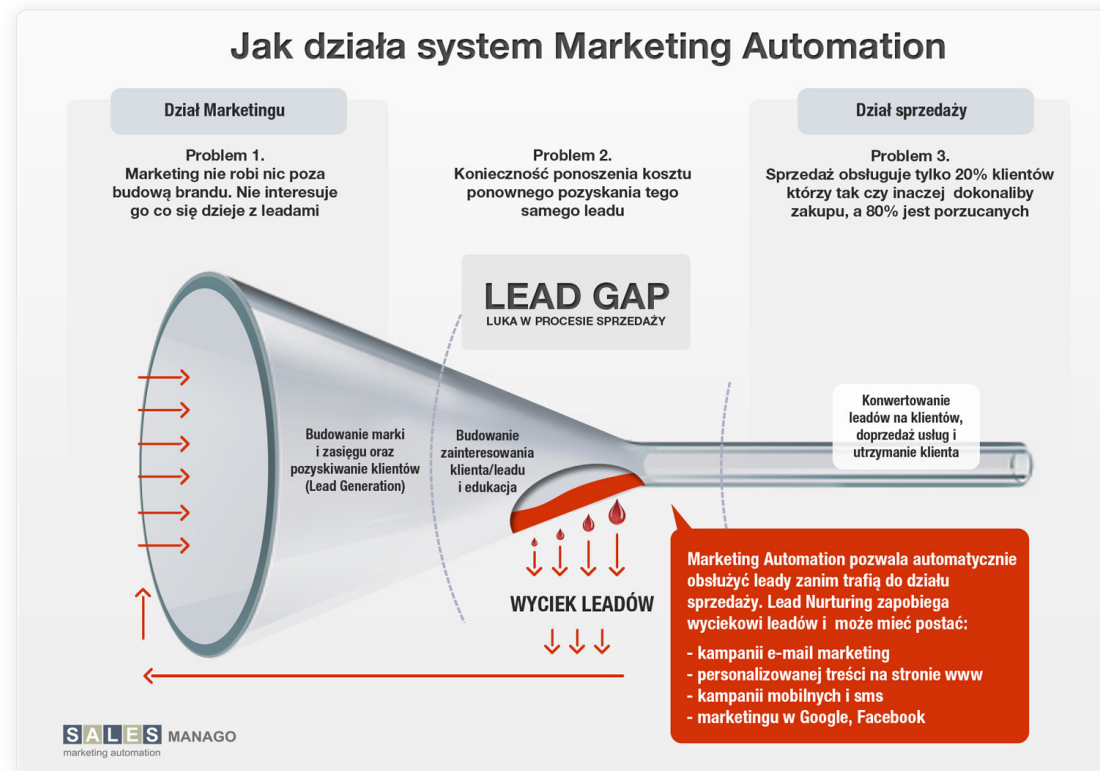 Jak działa system Marketing Automation
Dział Marketingu
Problem 1.
Marketing nie robi nic poza
budową brandu. Nie interesuje
go co się dzieje z leadami
Problem 2.
Konieczność ponoszenia kosztu
ponownego pozyskania tego
samego leadu
Dział sprzedaży
Problem 3.
Sprzedaż obsługuje tylko 20% klientów
którzy tak czy inaczej dokonaliby
zakupu, a 80% jest porzucanych
LEAD GAP
LUKA W PROCESIE SPRZEDAŻY
Budowanie marki
i zasięgu oraz
pozyskiwanie klientów
(Lead Generation)
Budowanie
zainteresowania
klienta/leadu
i edukacja
Konwertowanie
leadów na klientów,
doprzedaż usług i
utrzymanie klienta
WYCIEK LEADÓW
Marketing Automation pozwala automatycznie
obsłużyć leady zanim trafią do działu
sprzedaży. Lead Nurturing zapobiega
wyciekowi leadów i może mieć postać:
- kampanii e-mail marketing
- personalizowanej treści na stronie www
- kampanii mobilnych i sms
- marketingu w Google, Facebook
SALES MANAGO
marketing automation